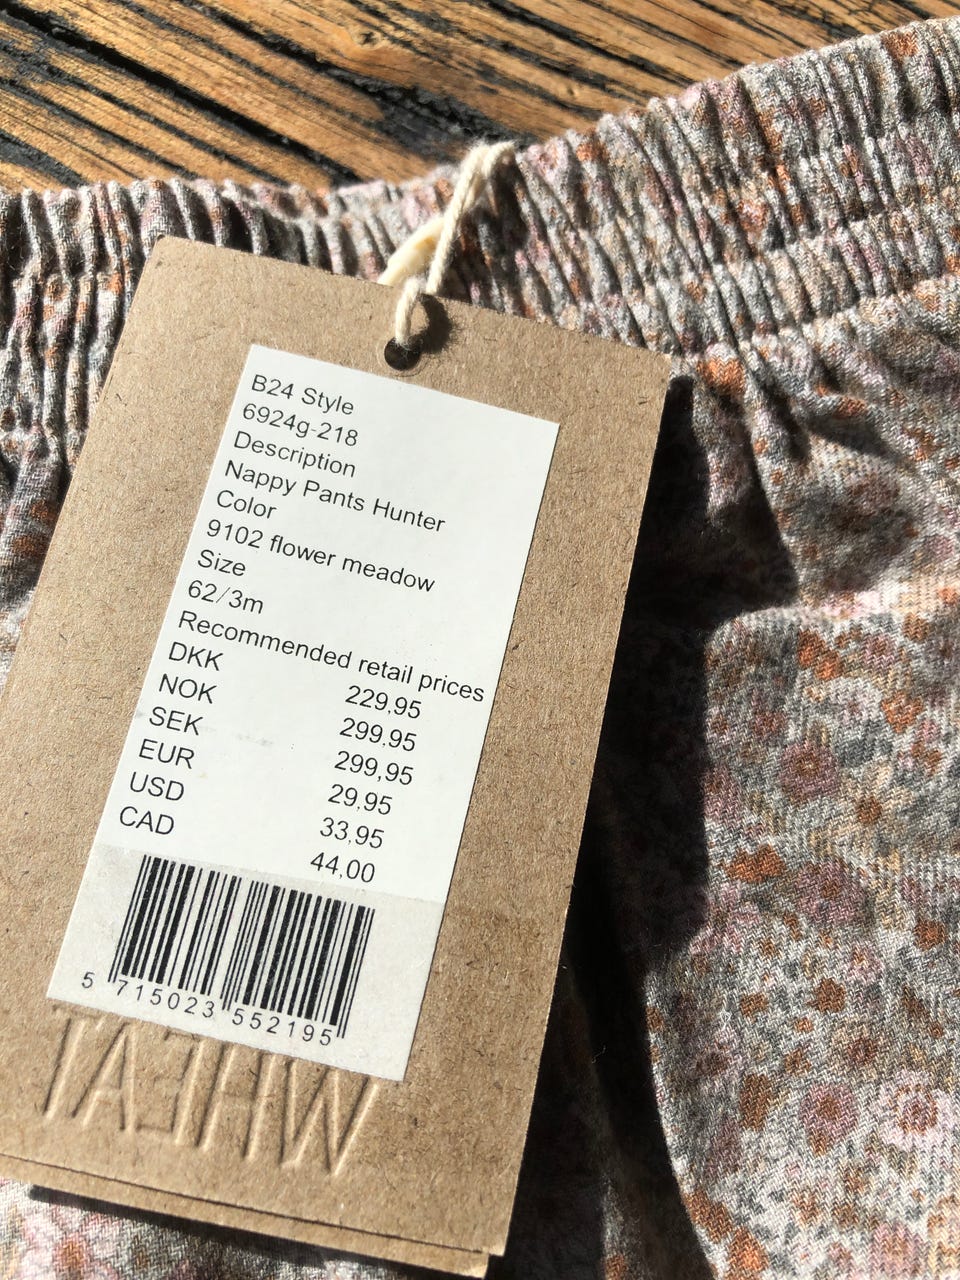 B24 Style
6924g-218
Description
Nappy Pants Hunter
Color
9102 flower meadow
Size
62/3m
Recommended retail prices
DKK 229,95
NOK 299,95
SEK 299,95
EUR 29,95
USD 33,95
CAD 44,00
5 715023 552195
WHEAT